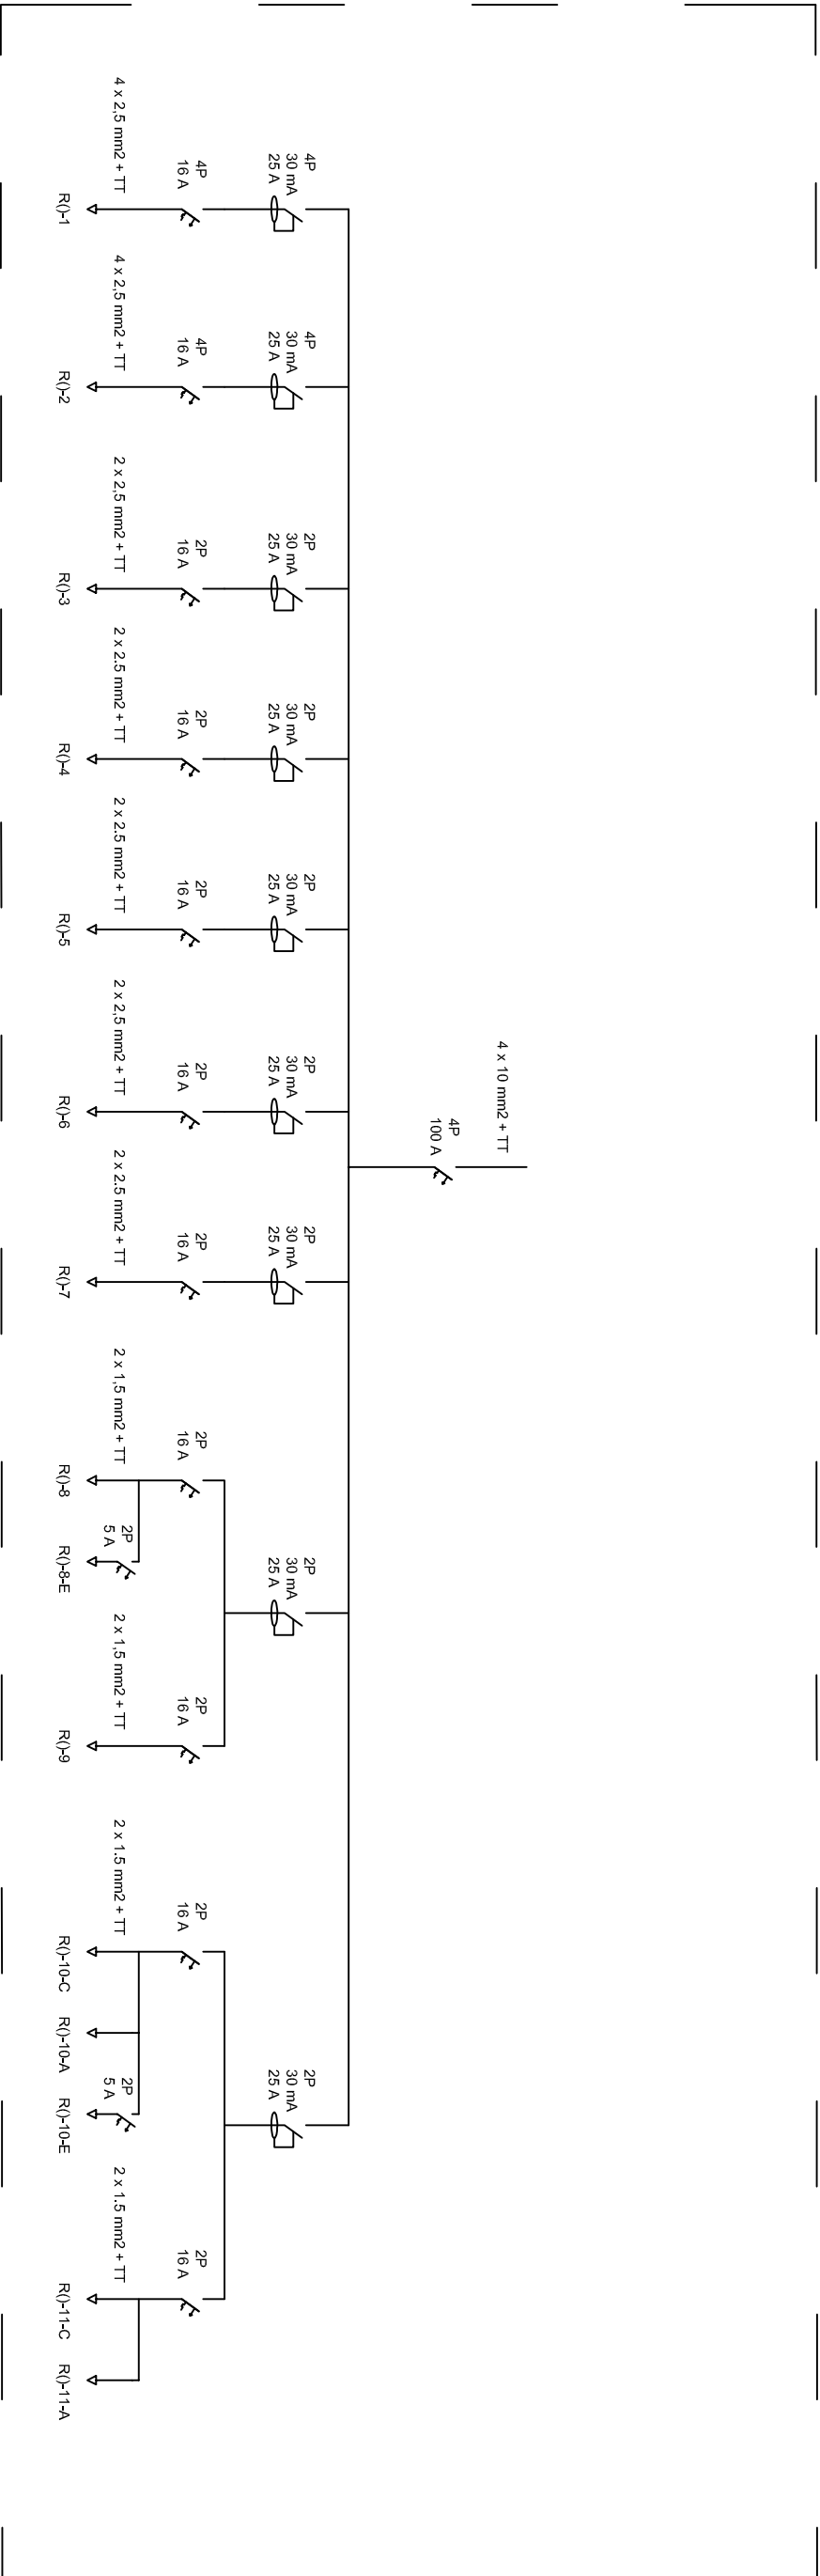 4 x 10 mm2 + TT
4P
100 A
4P
30 mA
25 A
4P
16 A
4 x 2,5 mm2 + TT
R()-1
4P
30 mA
25 A
4P
16 A
4 x 2,5 mm2 + TT
R()-2
2P
30 mA
25 A
2P
16 A
2 x 2,5 mm2 + TT
R()-3
2P
30 mA
25 A
2P
16 A
2 x 2.5 mm2 + TT
R()-4
2P
30 mA
25 A
2P
16 A
2 x 2.5 mm2 + TT
R()-5
2P
30 mA
25 A
2P
16 A
2 x 2,5 mm2 + TT
R()-6
2P
30 mA
25 A
2P
16 A
2 x 2.5 mm2 + TT
R()-7
2P
30 mA
25 A
2P
16 A
2 x 1,5 mm2 + TT
R()-8
2P
5 A
R()-8-E
2P
16 A
2 x 1,5 mm2 + TT
R()-9
2P
30 mA
25 A
2P
16 A
2 x 1.5 mm2 + TT
R()-10-C
R()-10-A
2P
5 A
R()-10-E
2P
16 A
2 x 1.5 mm2 + TT
R()-11-C
R()-11-A